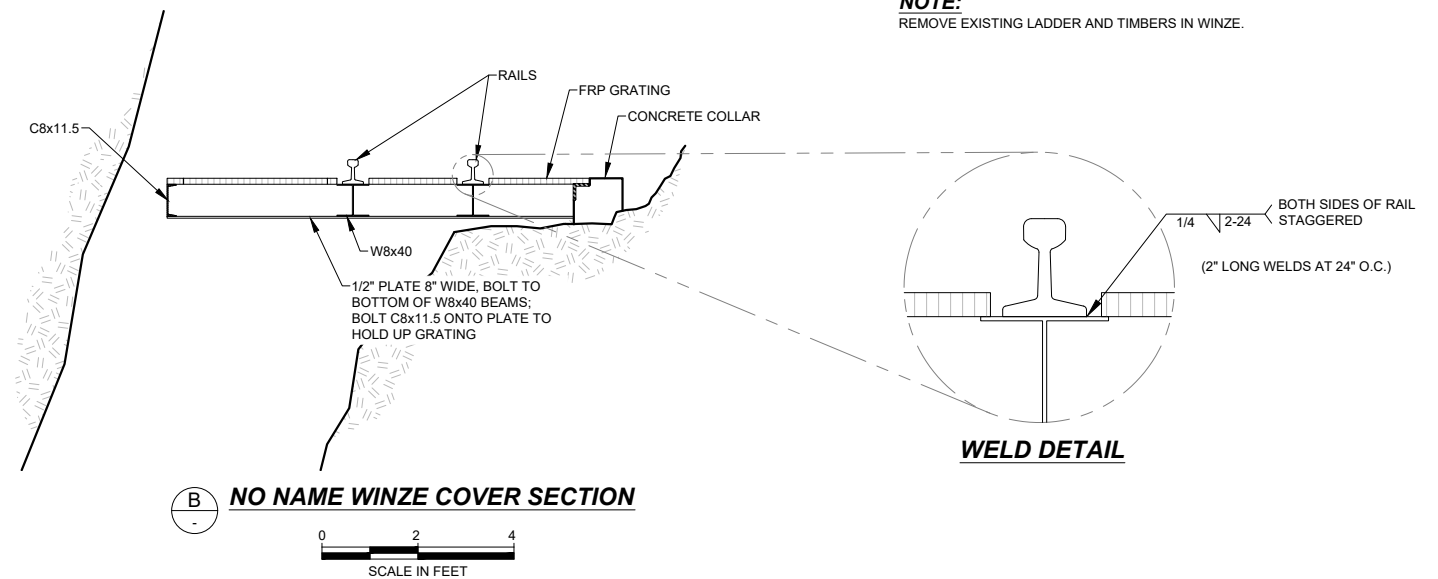 NOTE:
REMOVE EXISTING LADDER AND TIMBERS IN WINZE.
RAILS
FRP GRATING
CONCRETE COLLAR
C8x11.5
W8x40
1/2" PLATE 8" WIDE, BOLT TO
BOTTOM OF W8x40 BEAMS;
BOLT C8x11.5 ONTO PLATE TO
HOLD UP GRATING
1/4
2-24
BOTH SIDES OF RAIL
STAGGERED
(2" LONG WELDS AT 24" O.C.)
WELD DETAIL
B
-
NO NAME WINZE COVER SECTION
0 2 4
SCALE IN FEET